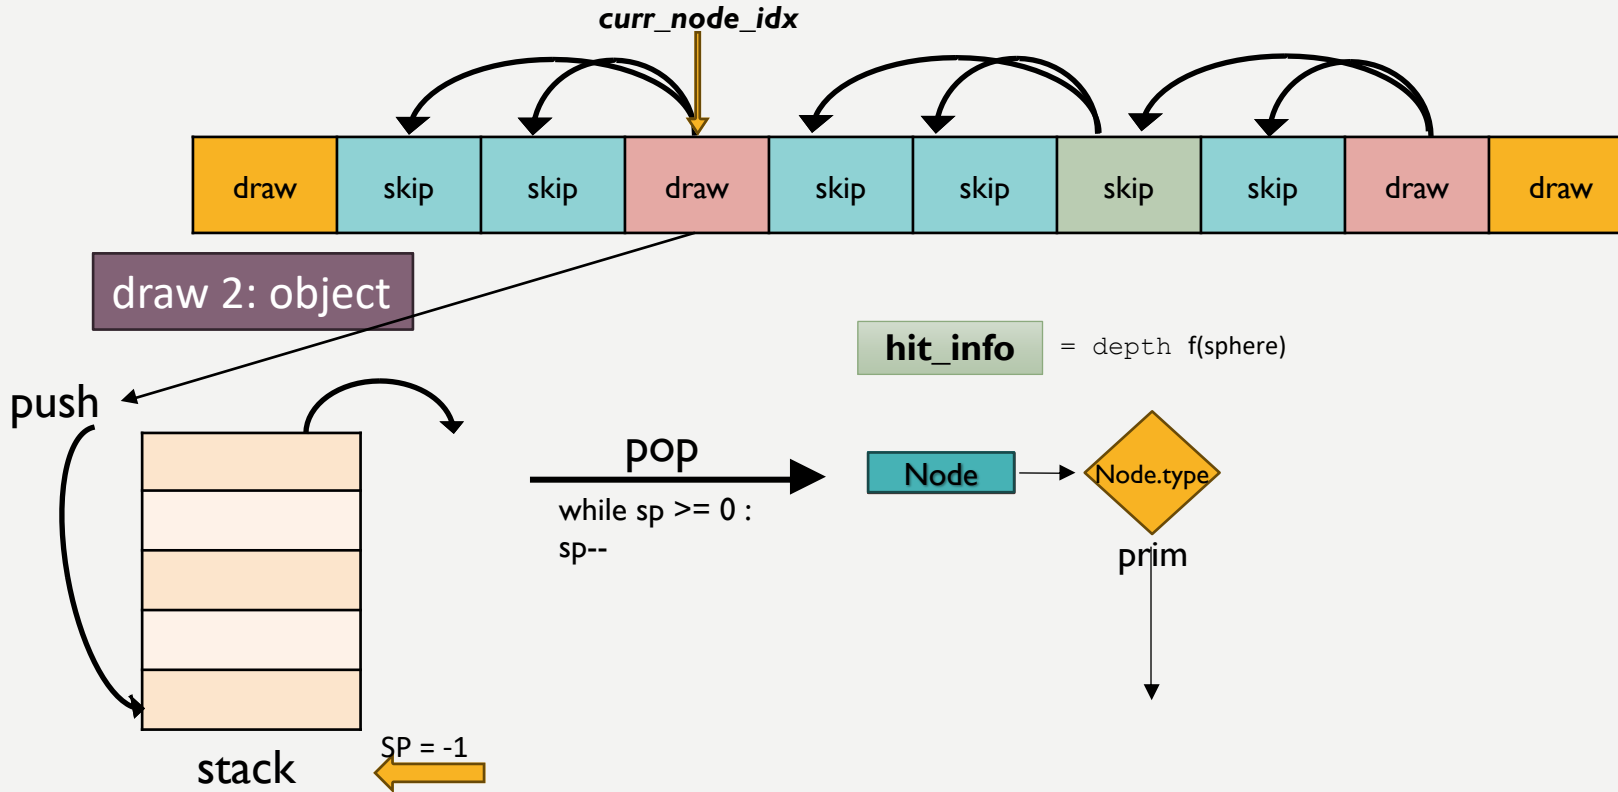 curr_node_idx
draw skip skip draw skip skip skip skip draw draw
draw 2: object
hit_info = depth f(sphere)
push
pop
Node
Node.type
while sp >= 0 :
sp--
prim
SP = -1
stack